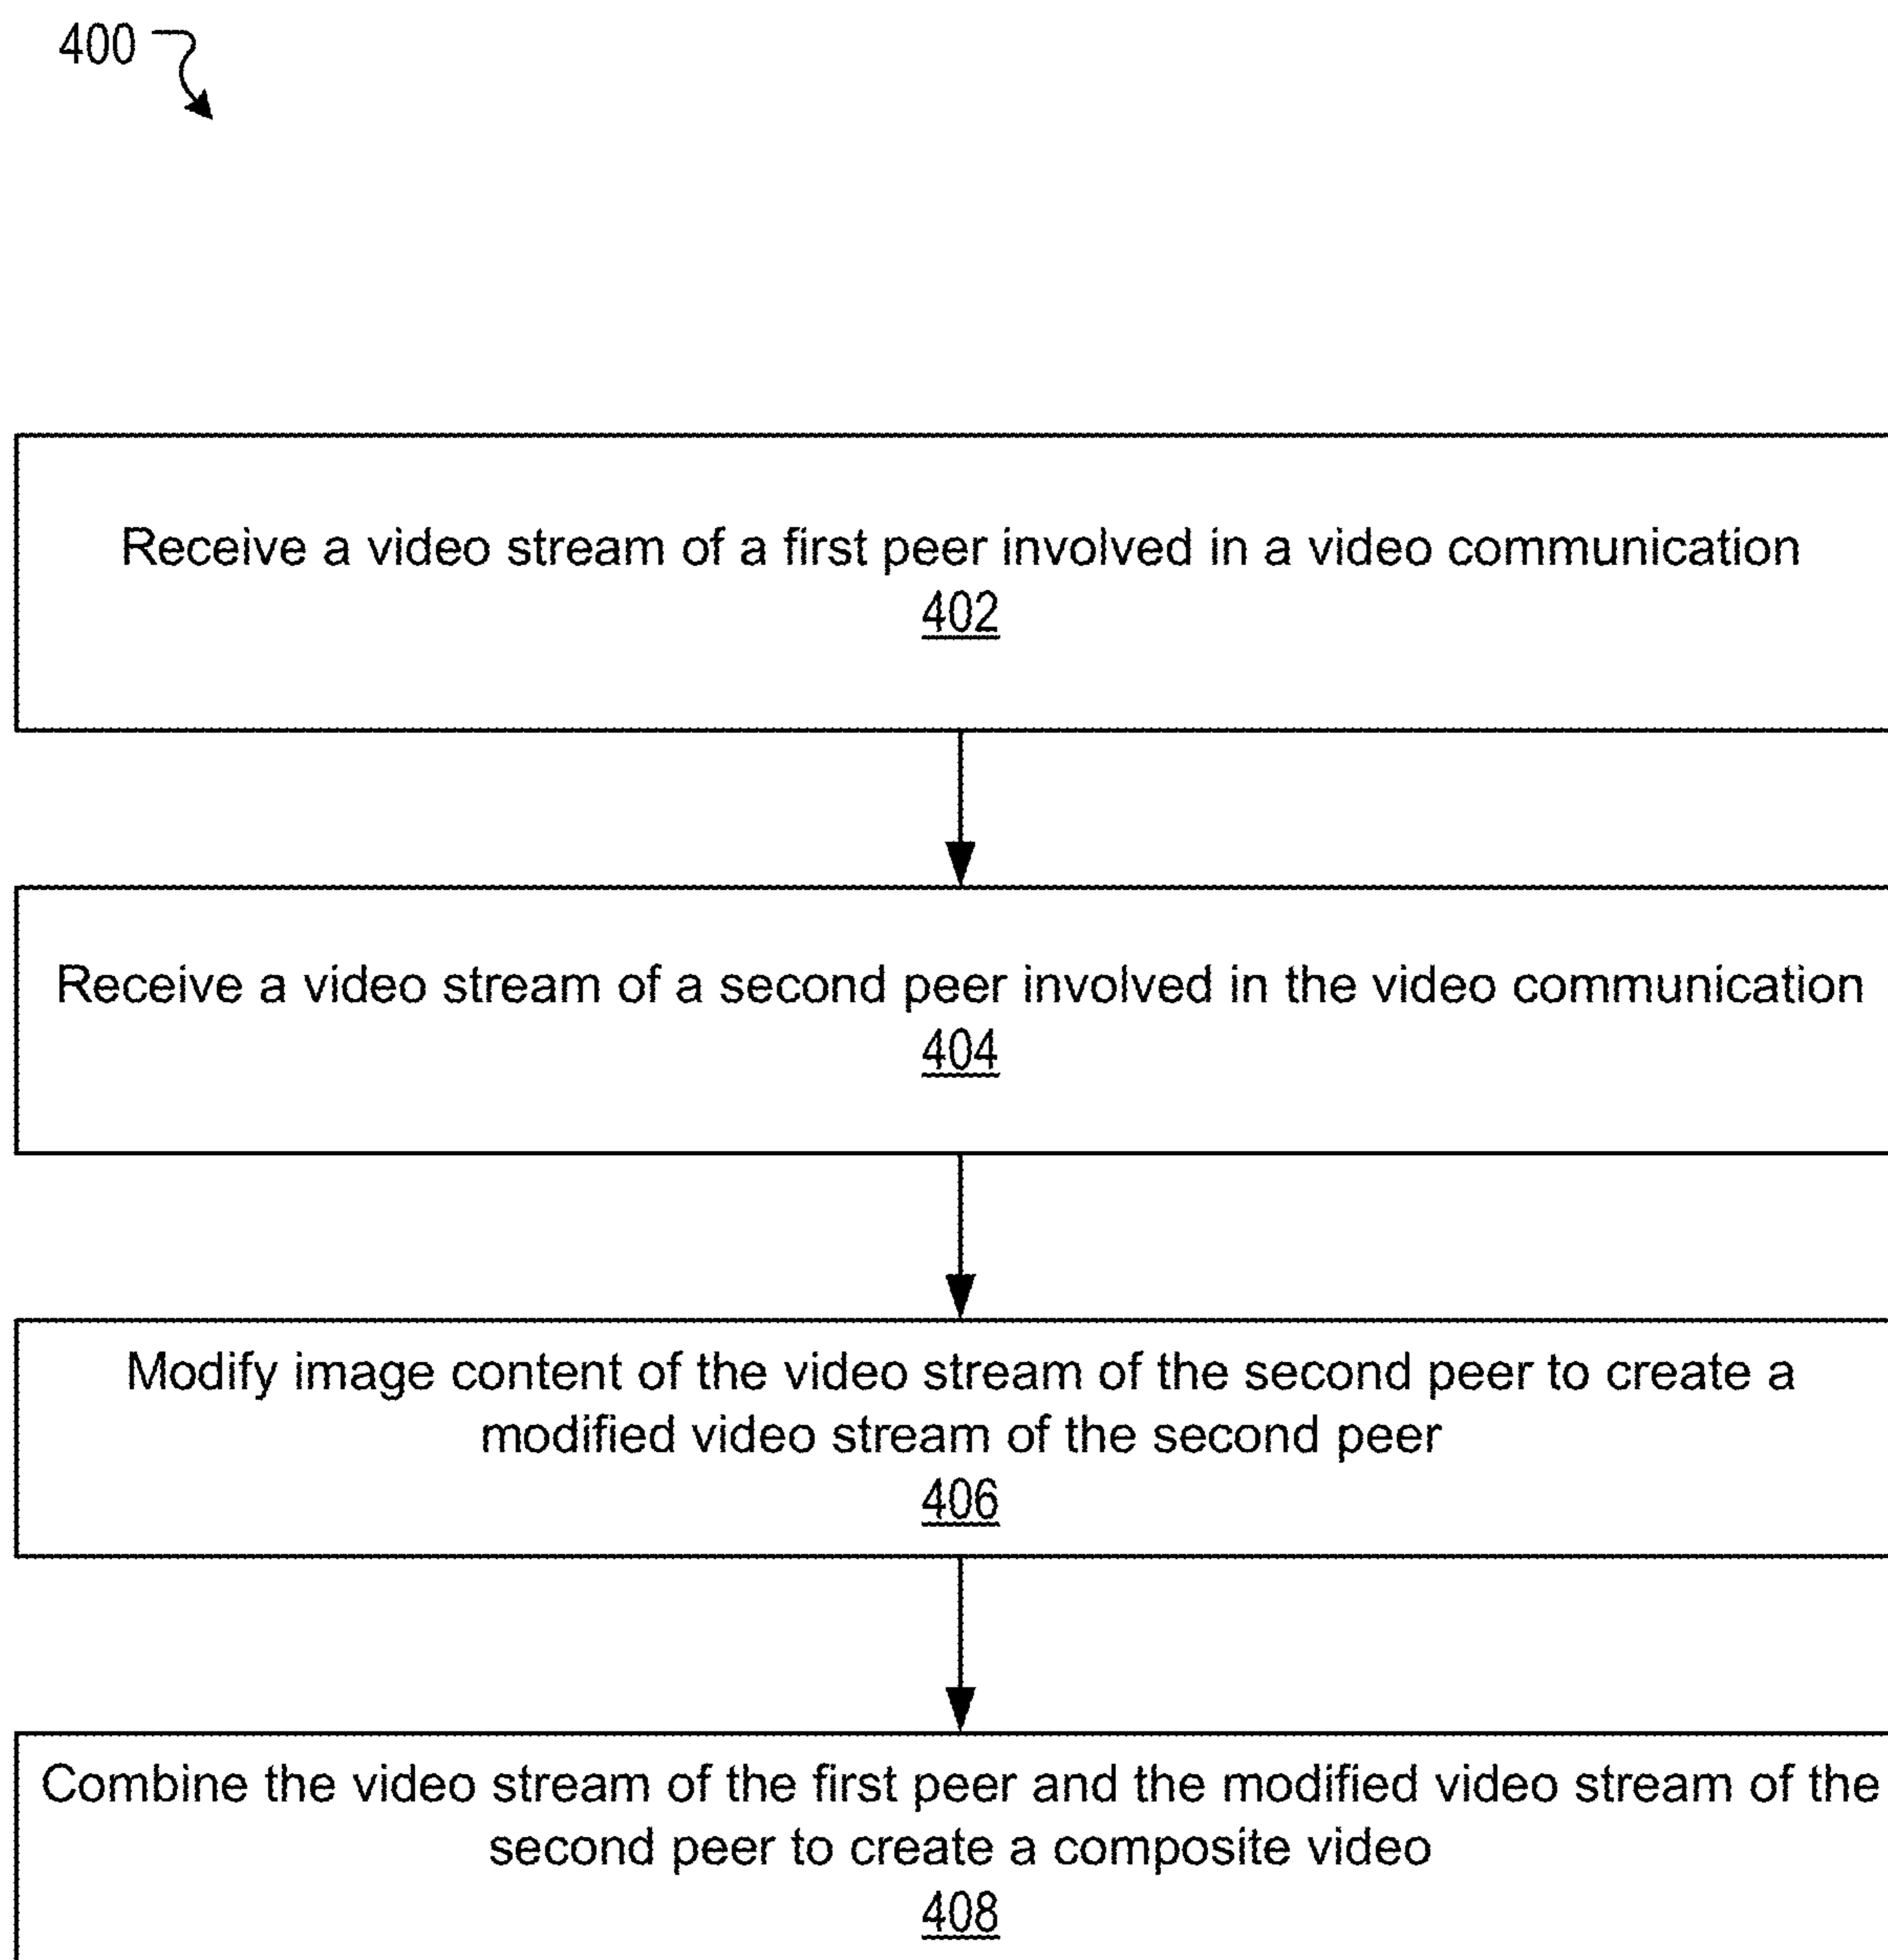 400
Receive a video stream of a first peer involved in a video communication
402
Receive a video stream of a second peer involved in the video communication
404
Modify image content of the video stream of the second peer to create a
modified video stream of the second peer
406
Combine the video stream of the first peer and the modified video stream of the
second peer to create a composite video
408